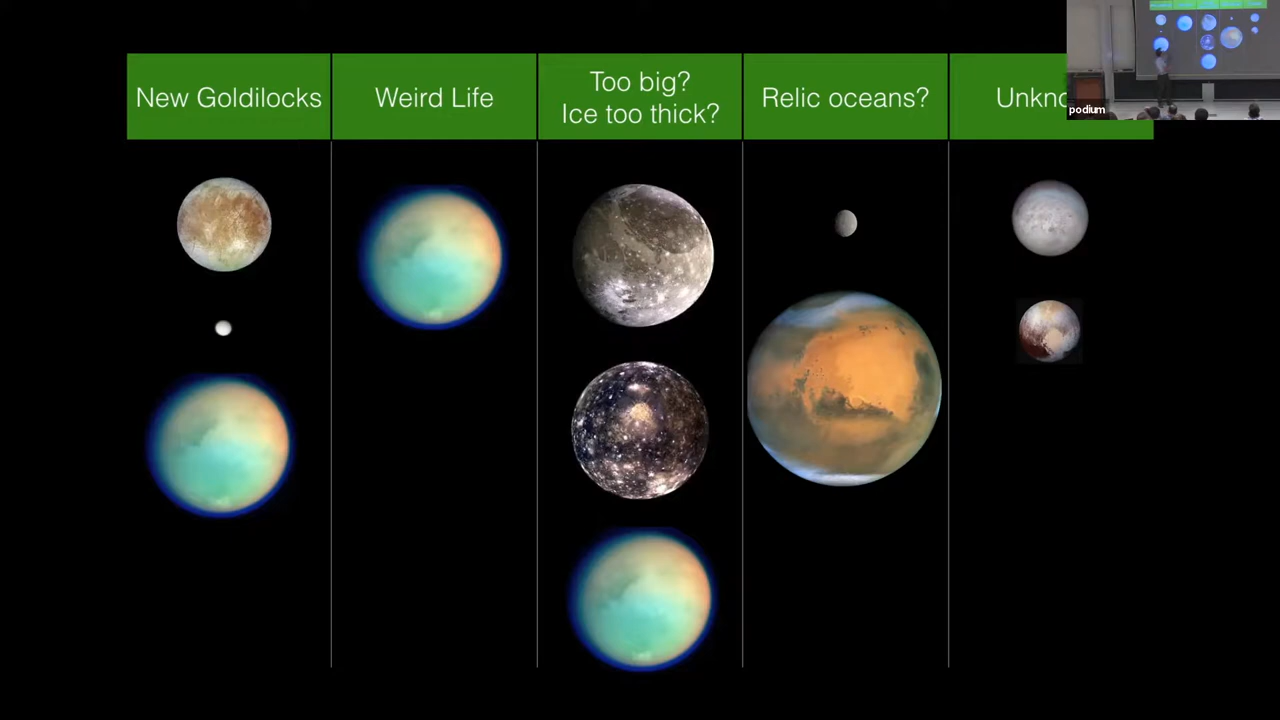 New Goldilocks
Weird Life
Too big?
Ice too thick?
Relic oceans?
podium